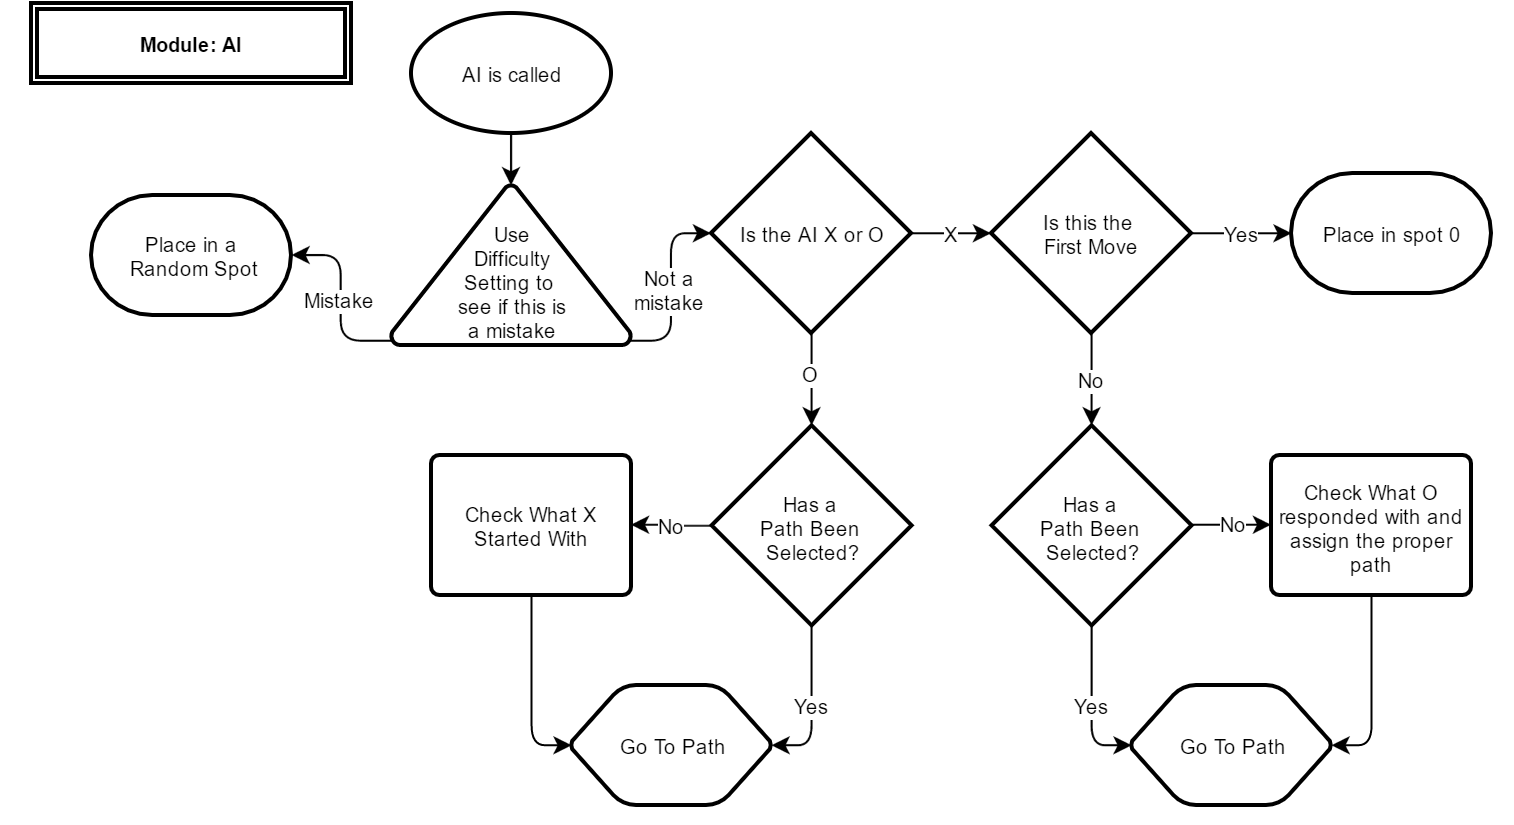 Module: AI
AI is called
Use
Difficulty
Setting to
see if this is
a mistake
Mistake
Place in a
Random Spot
Not a
mistake
Is the AI X or O
X
Is this the
First Move
Yes
Place in spot 0
O
No
Has a
Path Been
Selected?
No
Check What X
Started With
Yes
Go To Path
Has a
Path Been
Selected?
No
Check What O
responded with and
assign the proper
path
Yes
Go To Path